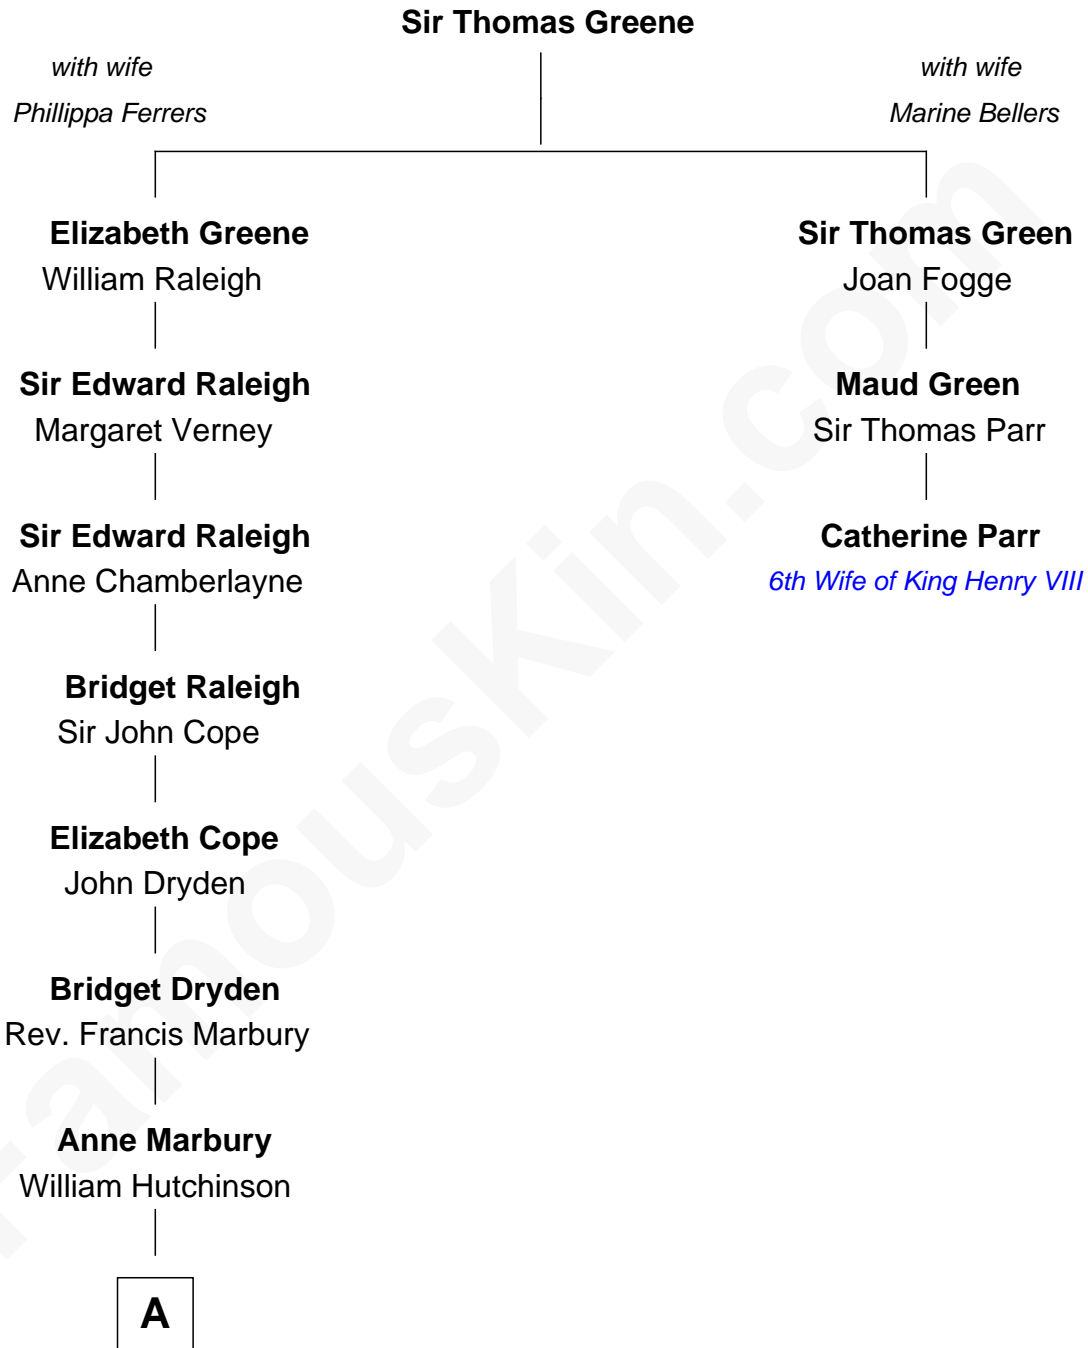 Sir Thomas Greene
with wife
Phillippa Ferrers
with wife
Marine Bellers
Elizabeth Greene
William Raleigh
Sir Thomas Green
Joan Fogge
Sir Edward Raleigh
Margaret Verney
Maud Green
Sir Thomas Parr
Sir Edward Raleigh
Anne Chamberlayne
Catherine Parr
6th Wife of King Henry VIII
Bridget Raleigh
Sir John Cope
Elizabeth Cope
John Dryden
Bridget Dryden
Rev. Francis Marbury
Anne Marbury
William Hutchinson
A
FamousKin.com